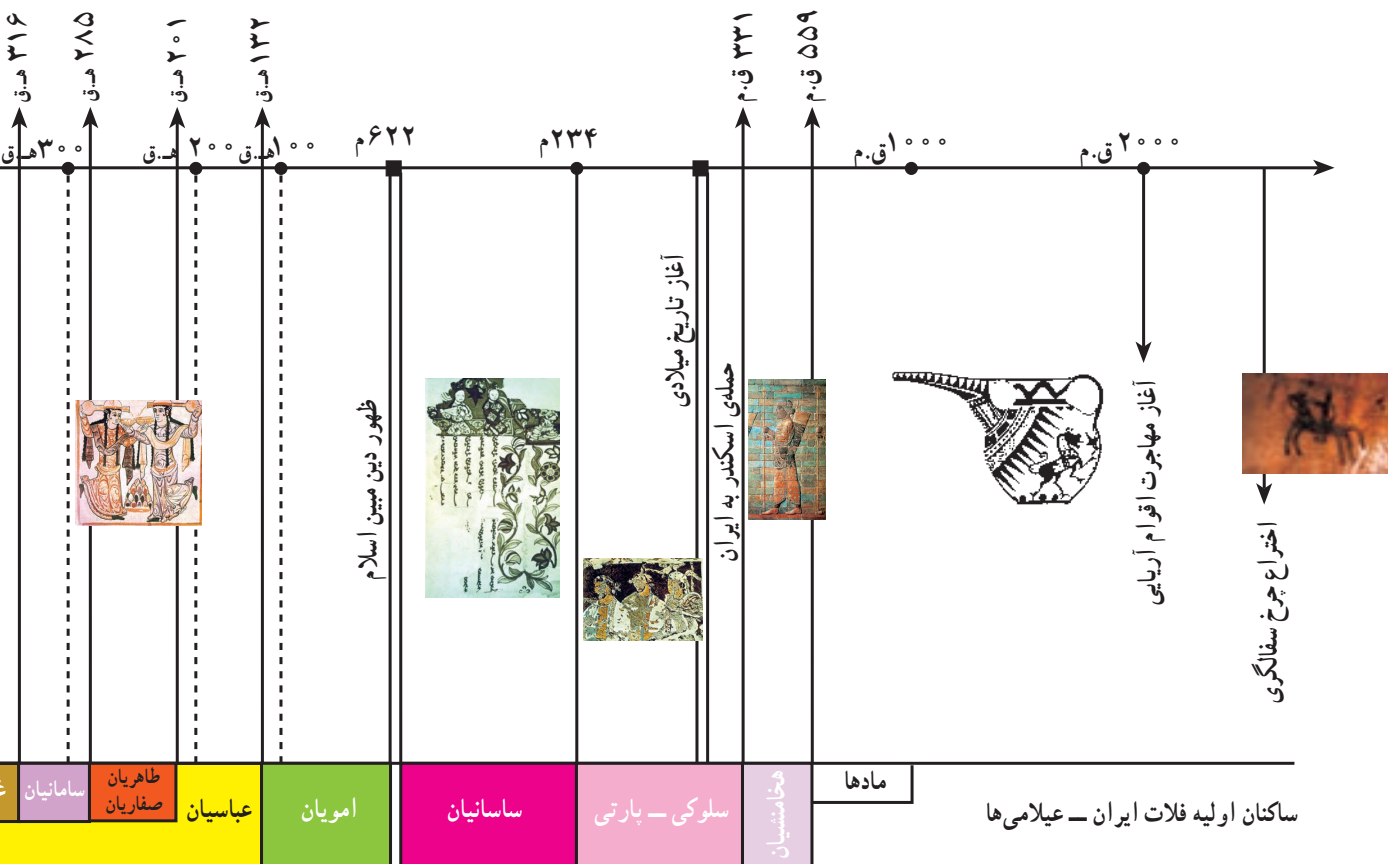 ۵۵۹ ق.م
۳۳۱ ق.م
۱۳۲ هـ.ق
۲۰۱ هـ.ق
۲۸۵ هـ.ق
۳۱۶ هـ.ق
۲۰۰۰ ق.م
۱۰۰۰ ق.م
۲۳۴ م
۶۲۲ م
۱۰۰ هـ.ق
۲۰۰ هـ.ق
۳۰۰ هـ.ق
اختراع چرخ سفالگری
آغاز مهاجرت اقوام آریایی
حمله‌ی اسکندر به ایران
آغاز تاریخ میلادی
ظهور دین مبین اسلام
ساکنان اولیه فلات ایران ــ عیلامی‌ها
مادها
هخامنشیان
سلوکی ــ پارتی
ساسانیان
امویان
عباسیان
طاهریان
صفاریان
سامانیان